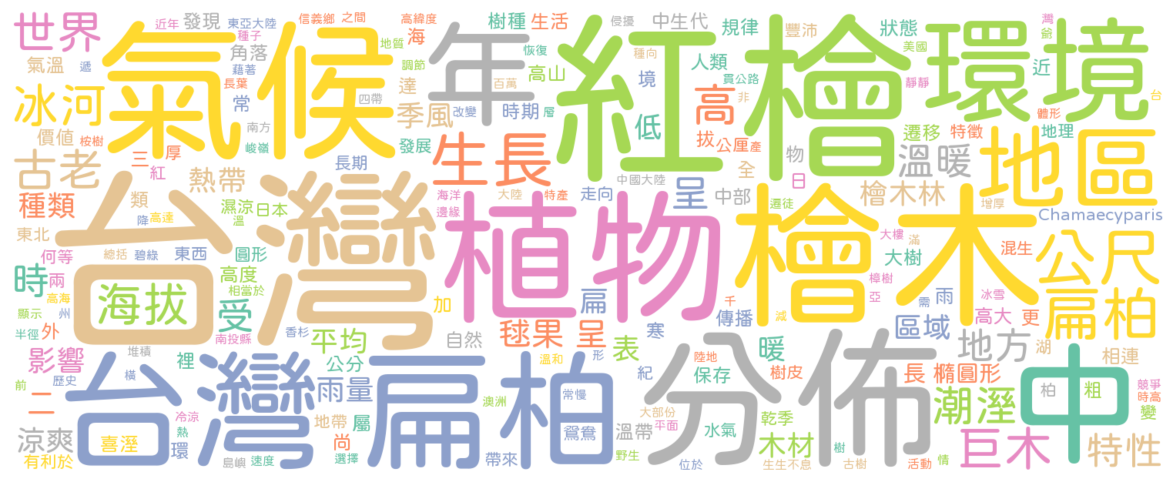 世界
近年
發現
東亞大陸
信義鄉
之間
高緯度
海
樹種
生活
侵擾
中生代
規律
豐沛
狀態
灣
爺
種子
角落
地質
年
恢復
種向
紅檜
環境
美國
氣溫
遞
藉著
氣候
調節
高山
境
人類
近
冰河
長葉
常
四帶
達
百萬
貫公路
靜靜
高
非
台
季風
改變
時期
層
低
價值
桉樹
南方
拔
公厘
產
遷移
特徵
體形
地理
三
厚
峻嶺
發展
生長
物
溫暖
地區
古老
紅
長期
中國大陸
全
日
熱帶
海洋
大陸
特產
走向
呈
中部
遷徒
檜木林
增厚
種類
類
濕涼
日本
邊緣
Chamaecyparis
台灣
降
高達
溫
植物
檜木
大樓
滿
混生
公尺
東北
總括
碧綠
東西
圓形
大樹
何等
時
兩
高度
樟樹
高海
相當於
海拔
加
扁
千
亞
需
雨
冰雪
顯示
州
受
傳播
減
高大
更
扁柏
半徑
外
南投縣
香杉
平均
自然
毬果
呈
寒
區域
地方
湖
影響
堆積
裡
公分
溫和
形
表
暖
陸地
分佈
相連
前
歷史
橫
台灣
雨量
扁柏
紀
保存
樹皮
長
橢圓形
中
柏
粗
競爭
二
澳洲
常慢
時高
冷涼
地帶
屬
大部份
平面
乾季
潮溼
變
涼爽
喜溼
熱
環
尚
鴛鴦
溫帶
水氣
木材
樹
巨木
特性
有利於
島嶼
速度
選擇
帶來
野生
位於
生生不息
古樹
活動
情